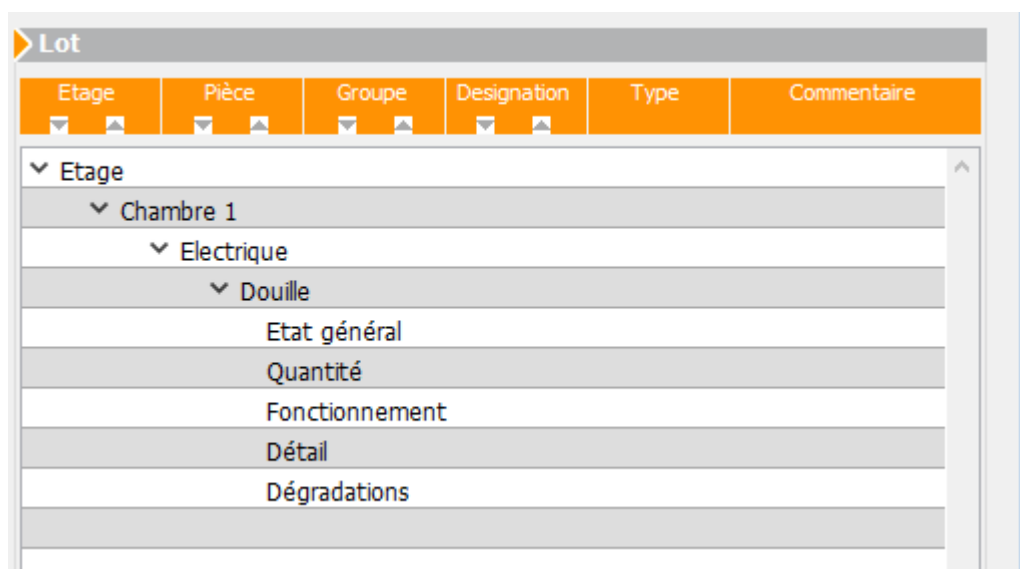 Lot
Etage Pièce Groupe Designation Type Commentaire
Etage
Chambre 1
Electrique
Douille
Etat général
Quantité
Fonctionnement
Détail
Dégradations